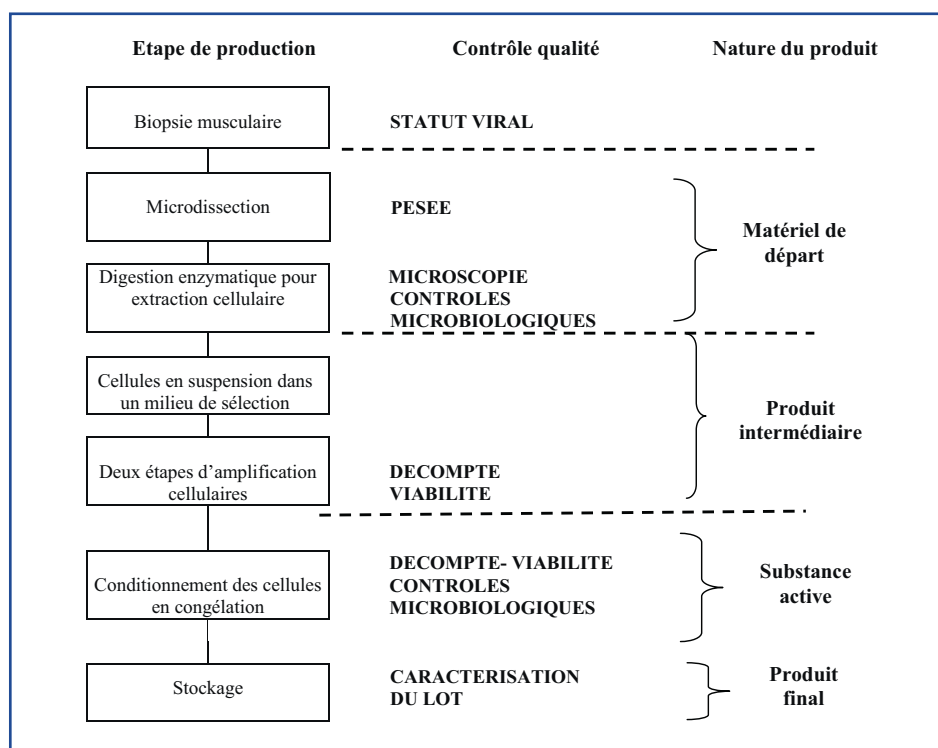 Etape de production
Contrôle qualité
Nature du produit
Biopsie musculaire
STATUT VIRAL
Microdissection
PESEE
Matériel de
départ
Digestion enzymatique pour
extraction cellulaire
MICROSCOPIE
CONTROLES
MICROBIOLOGIQUES
Cellules en suspension dans
un milieu de sélection
Produit
intermédiaire
Deux étapes d’amplification
cellulaires
DECOMPTE
VIABILITE
Conditionnement des cellules
en congélation
DECOMPTE- VIABILITE
CONTROLES
MICROBIOLOGIQUES
Substance
active
Stockage
CARACTERISATION
DU LOT
Produit
final